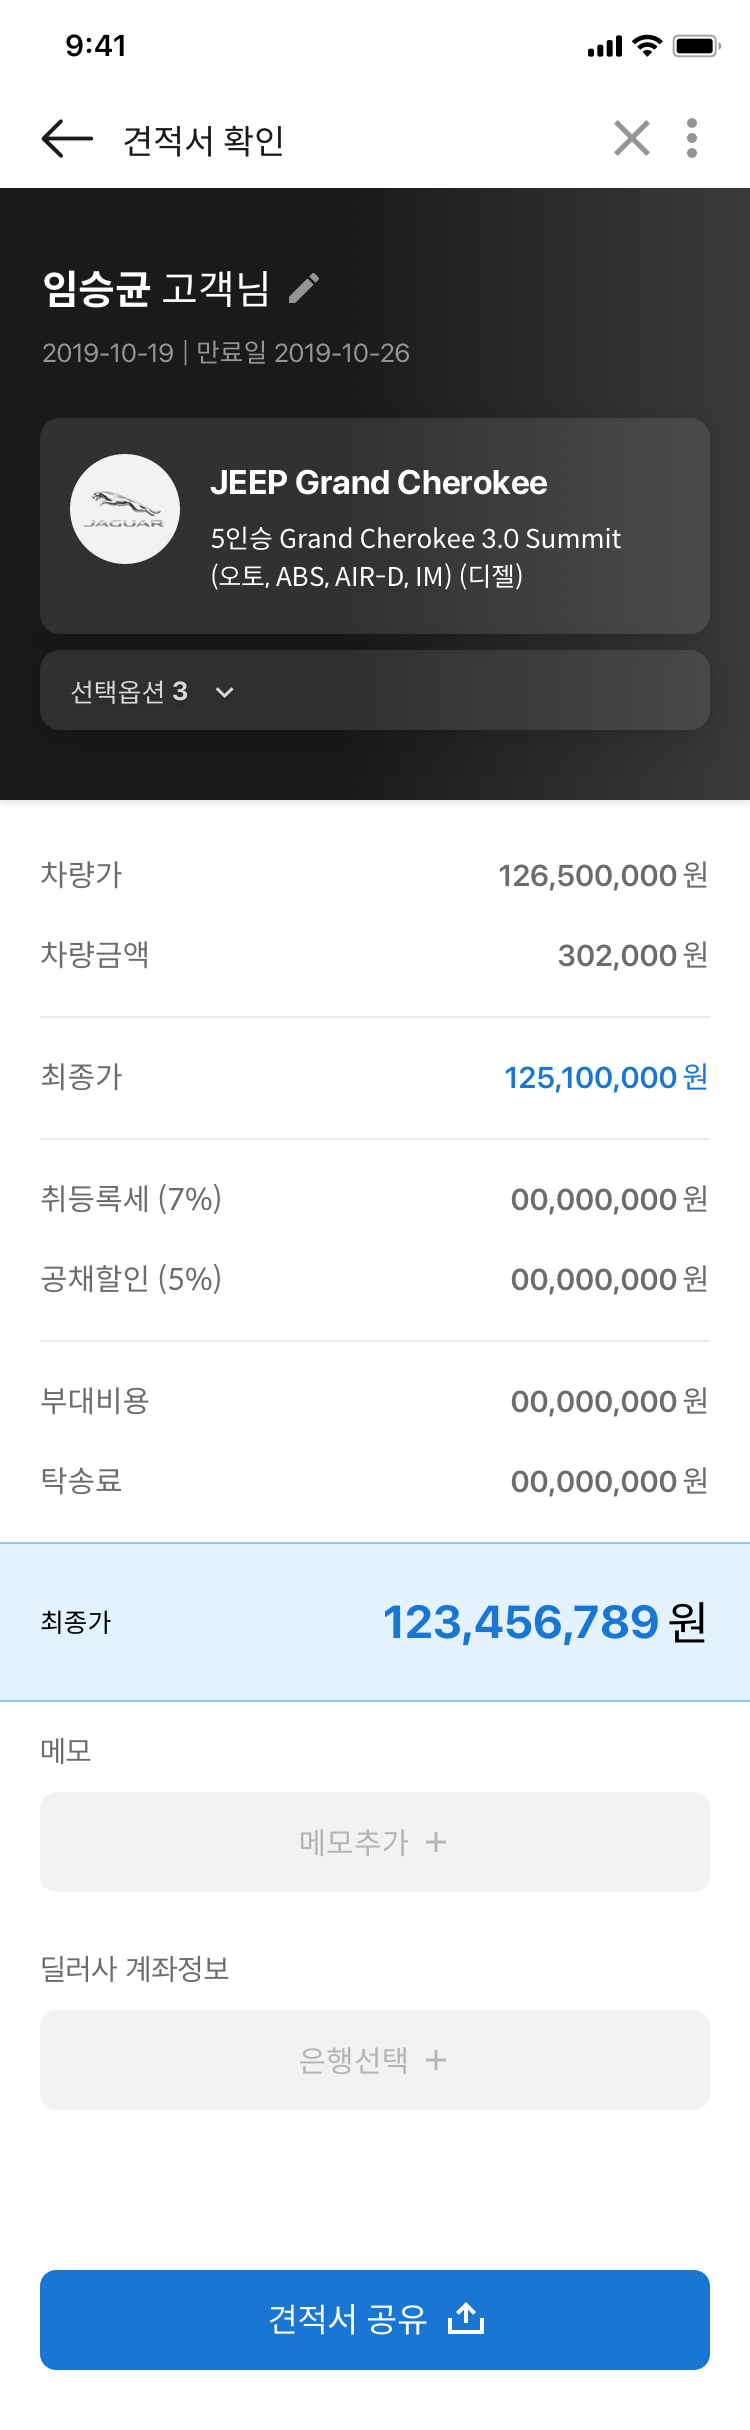 9:41
견적서 확인
임승균 고객님
2019-10-19 | 만료일 2019-10-26
JAGUAR
JEEP Grand Cherokee
5인승 Grand Cherokee 3.0 Summit
(오토, ABS, AIR-D, IM) (디젤)
선택옵션 3
차량가 126,500,000 원
차량금액 302,000 원
최종가 125,100,000 원
취등록세 (7%) 00,000,000 원
공채할인 (5%) 00,000,000 원
부대비용 00,000,000 원
탁송료 00,000,000 원
최종가 123,456,789 원
메모
메모추가 +
딜러사 계좌정보
은행선택 +
견적서 공유